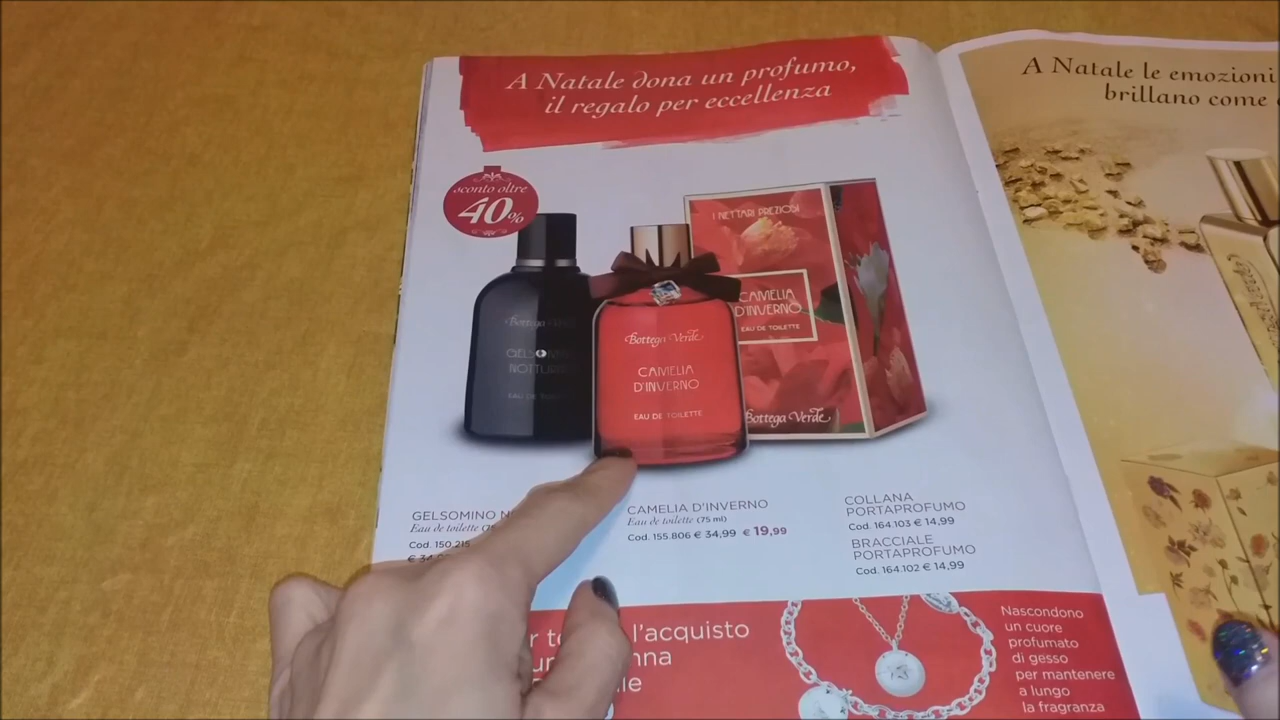 A Natale dona un profumo,
il regalo per eccellenza
sconto oltre
40%
I NETTARI PREZIOSI
CAMELIA
D'INVERNO
EAU DE TOILETTE
Bottega Verde
Bottega Verde
CAMELIA
D'INVERNO
EAU DE TOILETTE
Bottega
GELSOMINO
Eau de toilette
Cod. 150.215
CAMELIA D'INVERNO
Eau de toilette (75 ml)
Cod. 155.806 € 34,99 € 19,99
COLLANA
PORTAPROFUMO
Cod. 164.103 € 14,99
BRACCIALE
PORTAPROFUMO
Cod. 164.102 € 14,99
l'acquisto
Nascondono
un cuore
profumato
di gesso
per mantenere
a lungo
la fragranza
A Natale le emozioni
brillano come